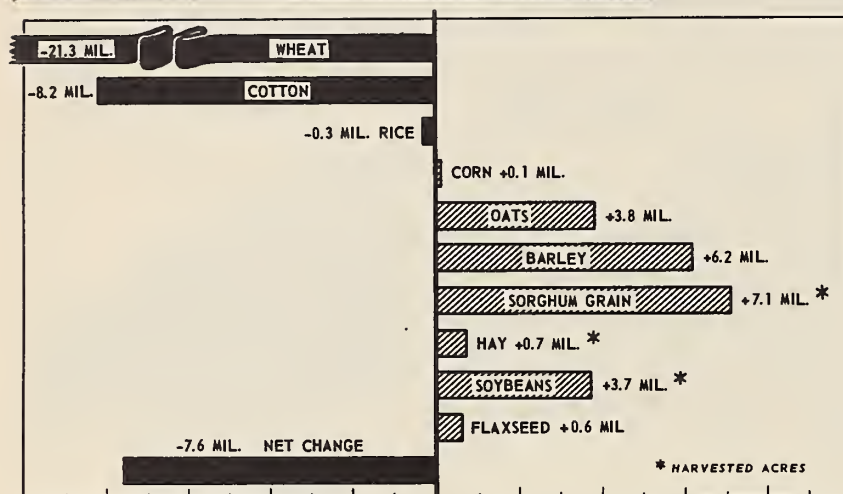 -21.3 MIL. WHEAT
-8.2 MIL. COTTON
-0.3 MIL. RICE
CORN +0.1 MIL.
OATS +3.8 MIL.
BARLEY +6.2 MIL.
SORGHUM GRAIN +7.1 MIL. *
HAY +0.7 MIL. *
SOYBEANS +3.7 MIL. *
FLAXSEED +0.6 MIL
-7.6 MIL. NET CHANGE
* HARVESTED ACRES